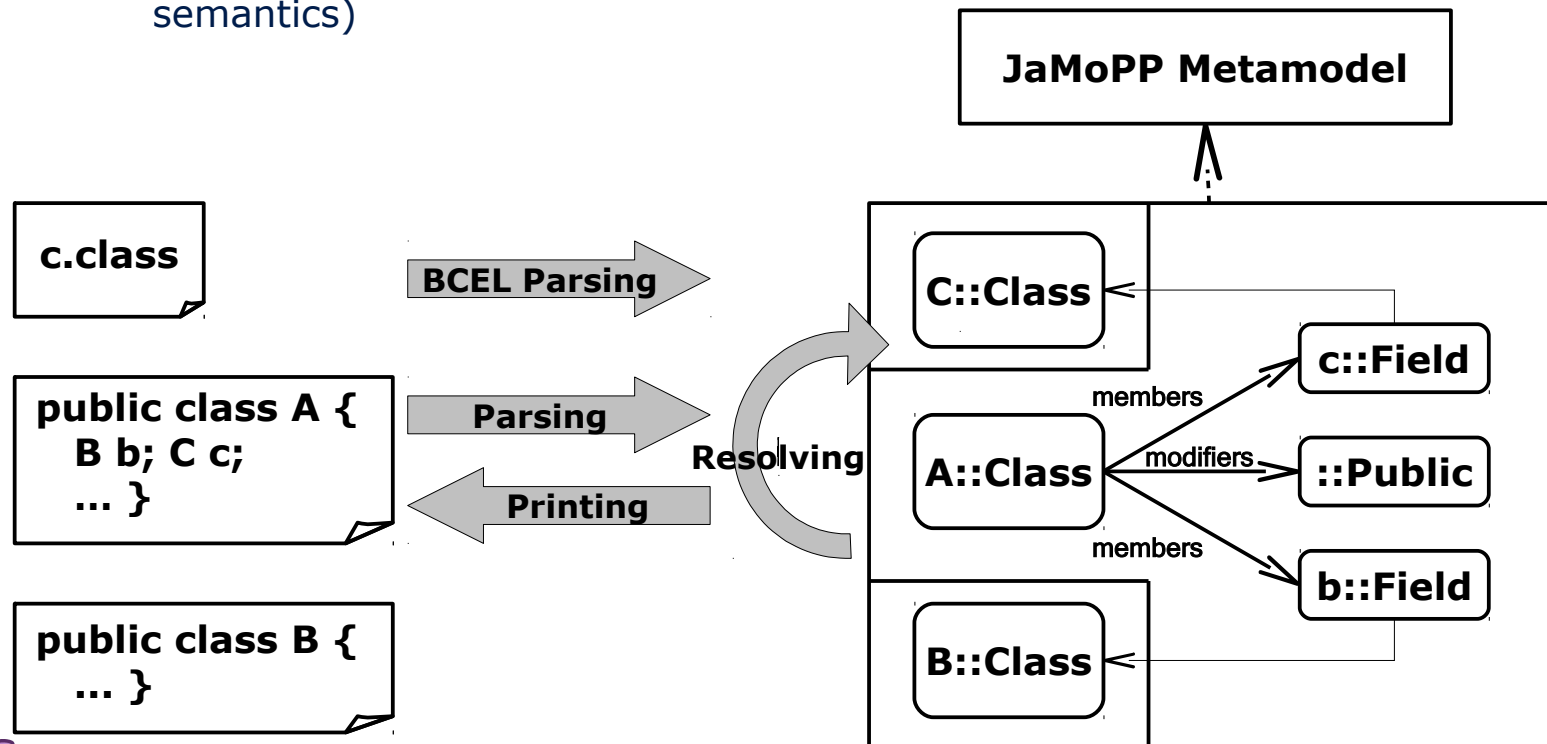 semantics)
JaMoPP Metamodel
c.class
BCEL Parsing
C::Class
c::Field
public class A {
B b; C c;
... }
Parsing
Printing
Resolving
members
A::Class
modifiers
::Public
members
b::Field
public class B {
... }
B::Class